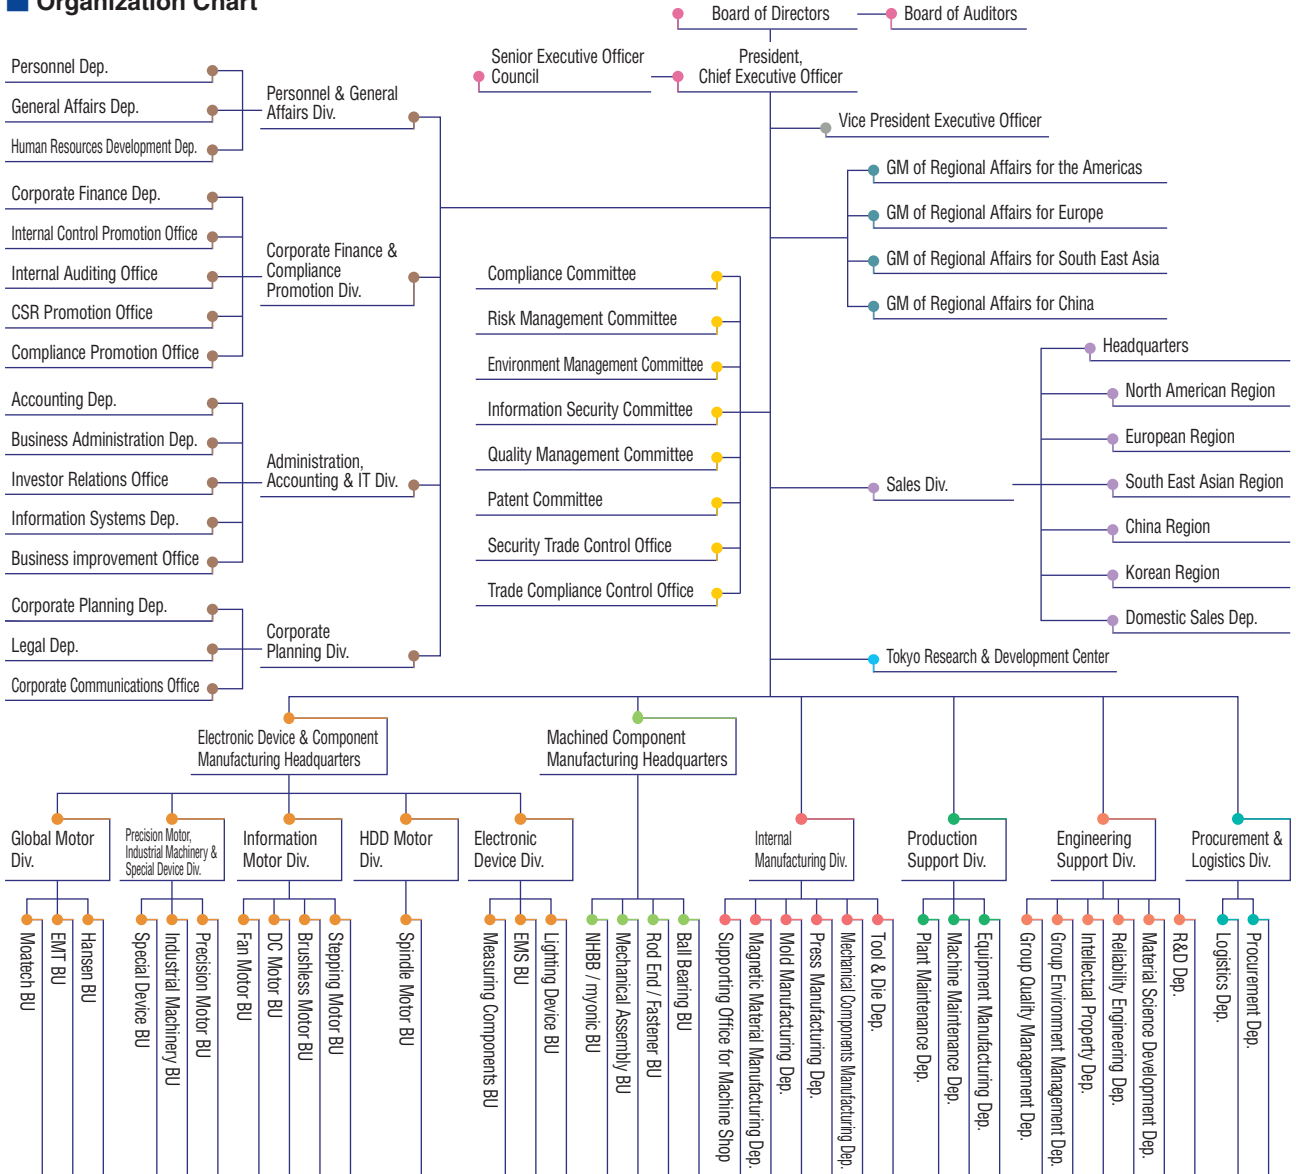 Organization Chart
Board of Directors
Board of Auditors
Senior Executive Officer
Council
President,
Chief Executive Officer
Vice President Executive Officer
GM of Regional Affairs for the Americas
GM of Regional Affairs for Europe
GM of Regional Affairs for South East Asia
GM of Regional Affairs for China
Personnel Dep.
General Affairs Dep.
Human Resources Development Dep.
Personnel & General
Affairs Div.
Corporate Finance Dep.
Internal Control Promotion Office
Internal Auditing Office
CSR Promotion Office
Compliance Promotion Office
Corporate Finance &
Compliance
Promotion Div.
Accounting Dep.
Business Administration Dep.
Investor Relations Office
Information Systems Dep.
Business improvement Office
Administration,
Accounting & IT Div.
Corporate Planning Dep.
Legal Dep.
Corporate Communications Office
Corporate
Planning Div.
Compliance Committee
Risk Management Committee
Environment Management Committee
Information Security Committee
Quality Management Committee
Patent Committee
Security Trade Control Office
Trade Compliance Control Office
Sales Div.
Headquarters
North American Region
European Region
South East Asian Region
China Region
Korean Region
Domestic Sales Dep.
Tokyo Research & Development Center
Electronic Device & Component
Manufacturing Headquarters
Machined Component
Manufacturing Headquarters
Global Motor
Div.
Precision Motor,
Industrial Machinery &
Special Device Div.
Information
Motor Div.
HDD Motor
Div.
Electronic
Device Div.
Internal
Manufacturing Div.
Production
Support Div.
Engineering
Support Div.
Procurement &
Logistics Div.
Moatech BU
EMT BU
Hansen BU
Special Device BU
Industrial Machinery BU
Precision Motor BU
Fan Motor BU
DC Motor BU
Brushless Motor BU
Stepping Motor BU
Spindle Motor BU
Measuring Components BU
EMS BU
Lighting Device BU
NHBB / myonic BU
Mechanical Assembly BU
Rod End / Fastener BU
Ball Bearing BU
Supporting Office for Machine Shop
Magnetic Material Manufacturing Dep.
Mold Manufacturing Dep.
Press Manufacturing Dep.
Mechanical Components Manufacturing Dep.
Tool & Die Dep.
Plant Maintenance Dep.
Machine Maintenance Dep.
Equipment Manufacturing Dep.
Group Quality Management Dep.
Group Environment Management Dep.
Intellectual Property Dep.
Reliability Engineering Dep.
Material Science Development Dep.
R&D Dep.
Logistics Dep.
Procurement Dep.